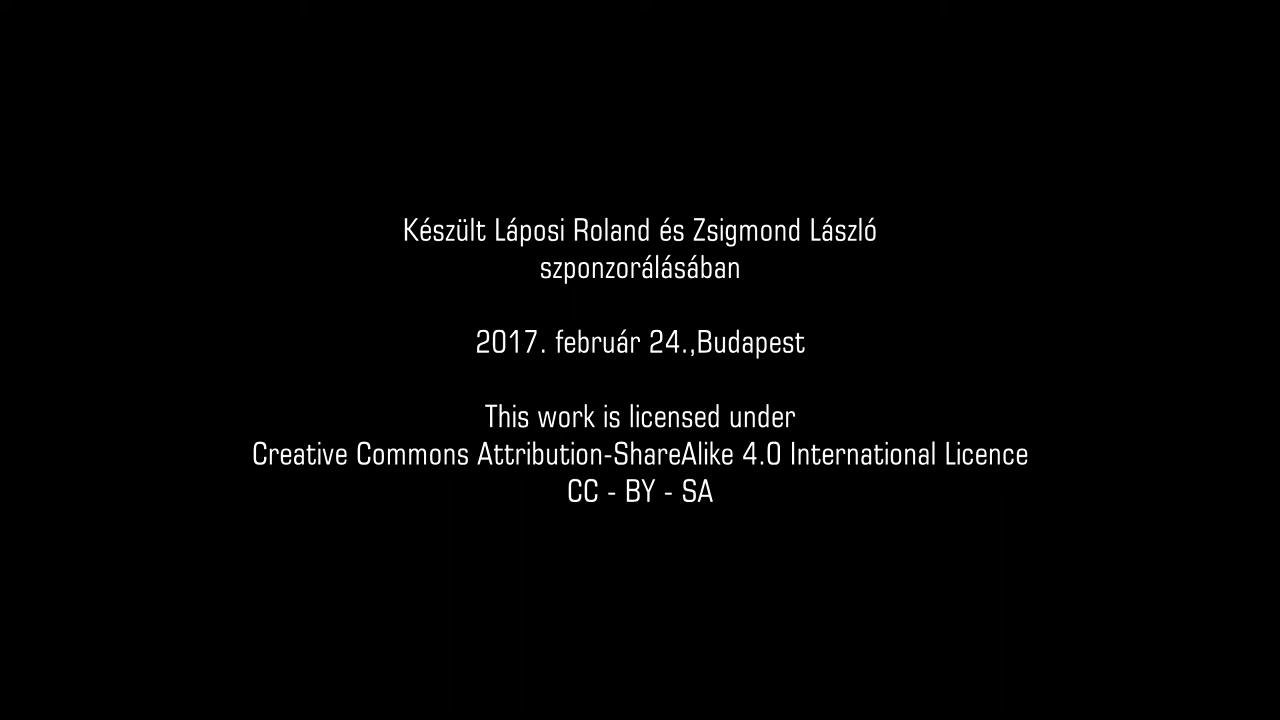 Készült Láposi Roland és Zsigmond László
szponzorálásában
2017. február 24.,Budapest
This work is licensed under
Creative Commons Attribution-ShareAlike 4.0 International Licence
CC - BY - SA